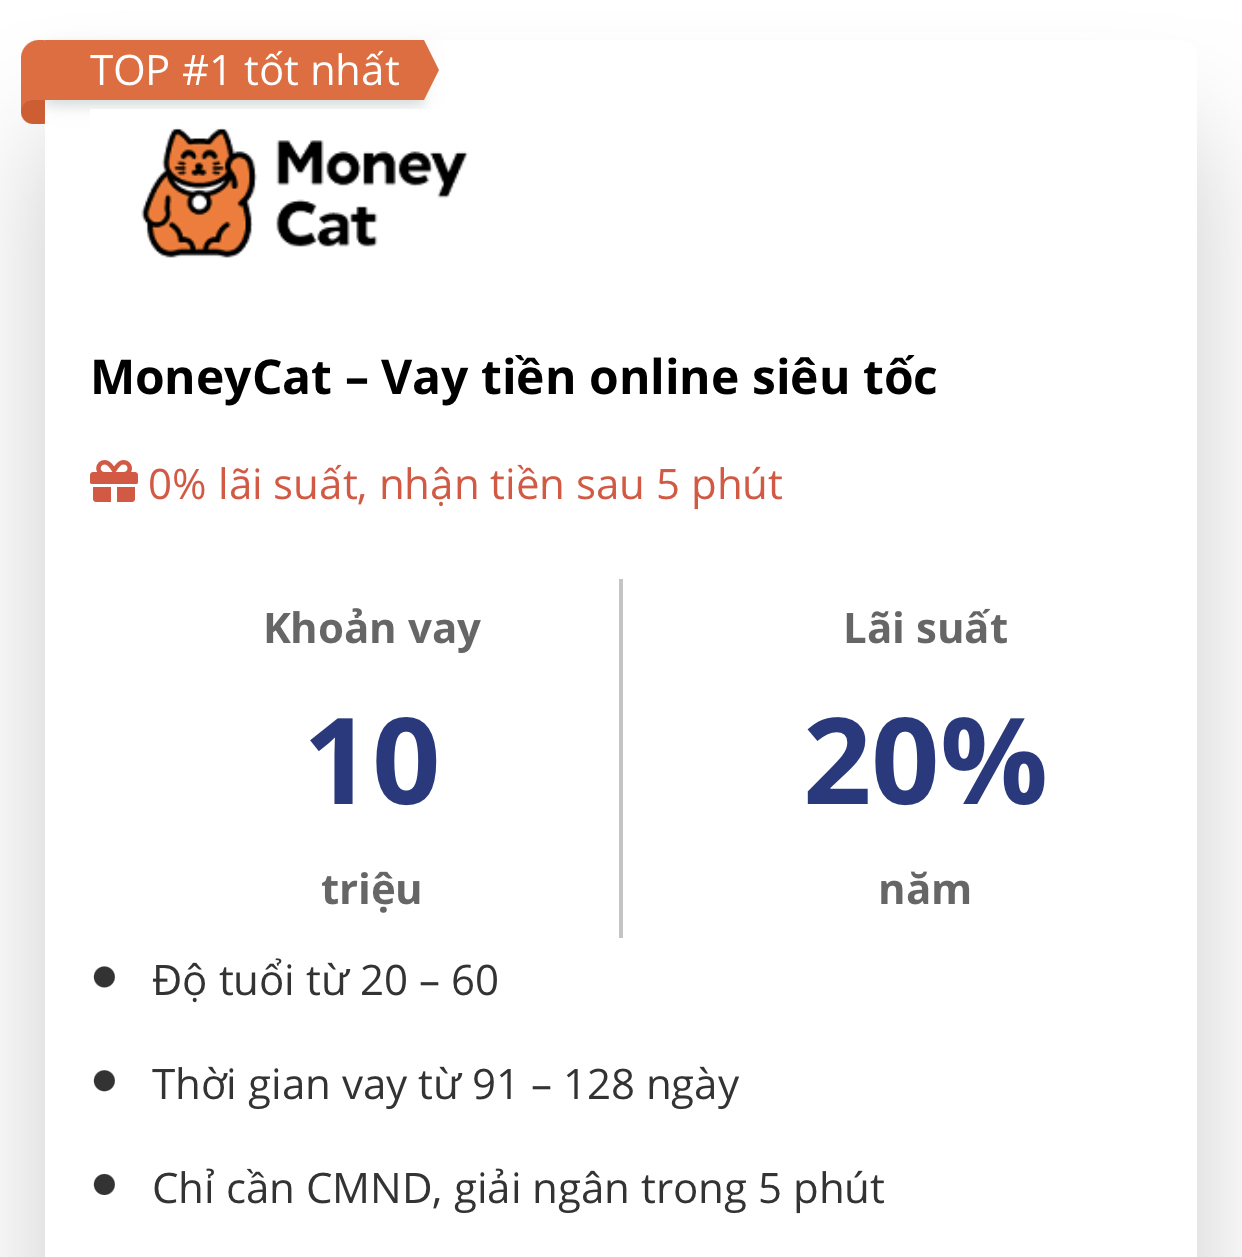 TOP #1 tốt nhất
Money
Cat
MoneyCat – Vay tiền online siêu tốc
0% lãi suất, nhận tiền sau 5 phút
Khoản vay
10
triệu
Lãi suất
20%
năm
Độ tuổi từ 20 – 60
Thời gian vay từ 91 – 128 ngày
Chỉ cần CMND, giải ngân trong 5 phút